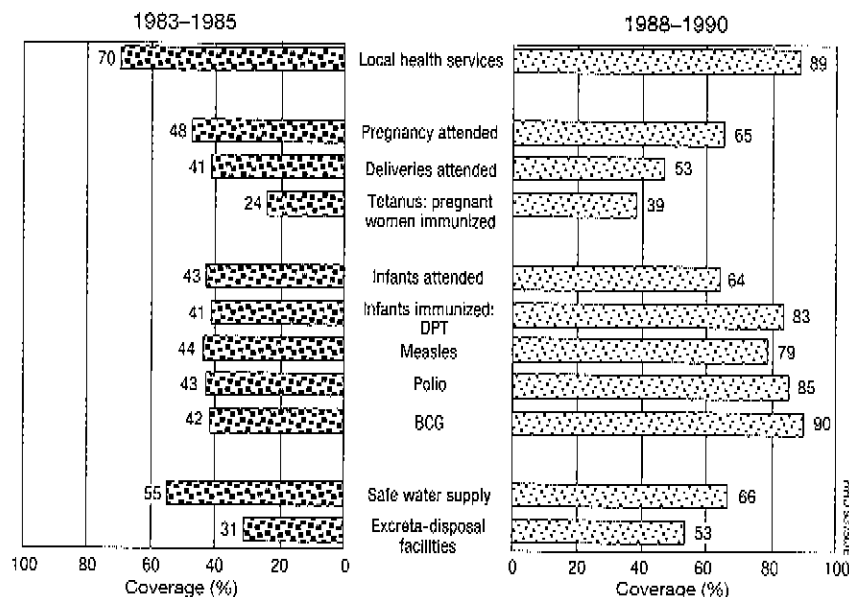 1983–1985
1988–1990
70
Local health services
89
48
Pregnancy attended
65
41
Deliveries attended
53
24
Tetanus: pregnant
women immunized
39
43
Infants attended
64
41
Infants immunized:
DPT
83
44
Measles
79
43
Polio
85
42
BCG
90
55
Safe water supply
66
31
Excreta-disposal
facilities
53
100 80 60 40 20 0
0 20 40 60 80 100
Coverage (%)
Coverage (%)